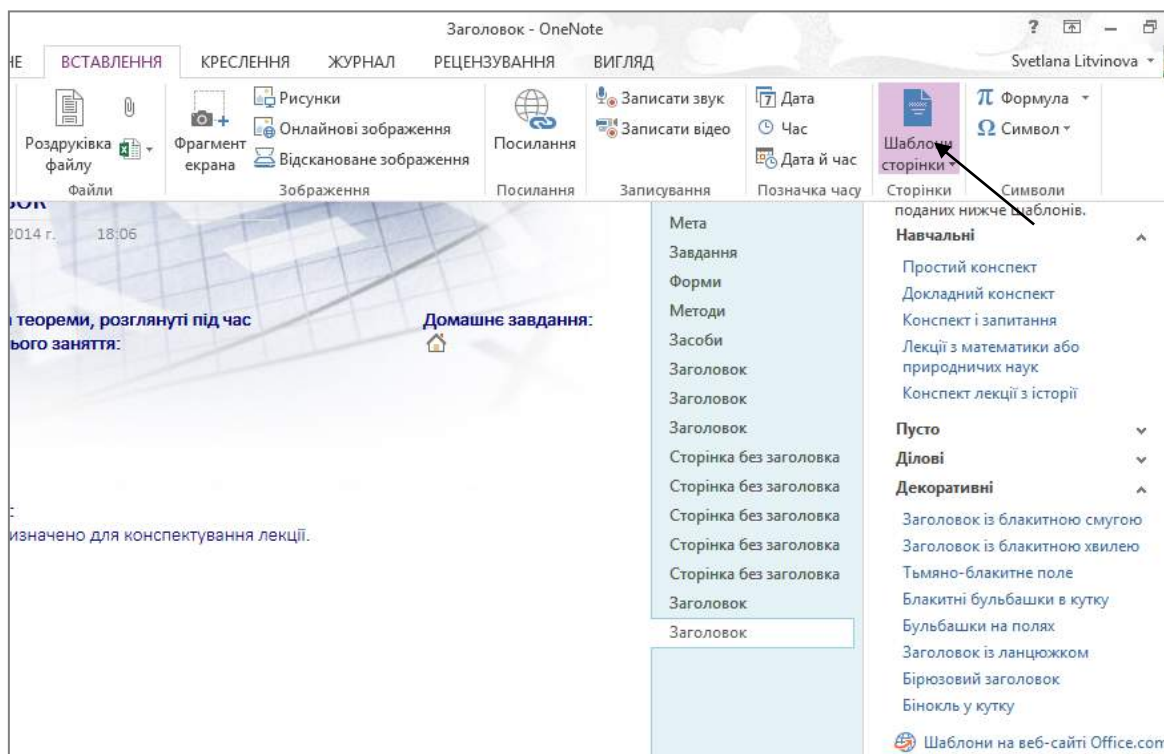 Заголовок - OneNote
ВСТАВЛЕННЯ КРЕСЛЕННЯ ЖУРНАЛ РЕЦЕНЗУВАННЯ ВИГЛЯД
Svetlana Litvinova
Роздруківка
файлу
Файли
Фрагмент
екрана
Рисунки
Онлайнові зображення
Відскановане зображення
Зображення
Посилання
Посилання
Записати звук
Записати відео
Записування
Дата
Час
Дата й час
Позначка часу
Шаблони
сторінки
Сторінки
π Формула
Ω Символ
Символи
2014 г. 18:06
теореми, розглянуті під час
ього заняття:
Домашнє завдання:
изначено для конспектування лекції.
Мета
Завдання
Форми
Методи
Засоби
Заголовок
Заголовок
Заголовок
Сторінка без заголовка
Сторінка без заголовка
Сторінка без заголовка
Сторінка без заголовка
Сторінка без заголовка
Заголовок
Заголовок
поданих нижче шаблонів.
Навчальні
Простий конспект
Докладний конспект
Конспект і запитання
Лекції з математики або
природничих наук
Конспект лекції з історії
Пусто
Ділові
Декоративні
Заголовок із блакитною смугою
Заголовок із блакитною хвилею
Тьмяно-блакитне поле
Блакитні бульбашки в кутку
Бульбашки на полях
Заголовок із ланцюжком
Бірюзовий заголовок
Бінокль у кутку
Шаблони на веб-сайті Office.com